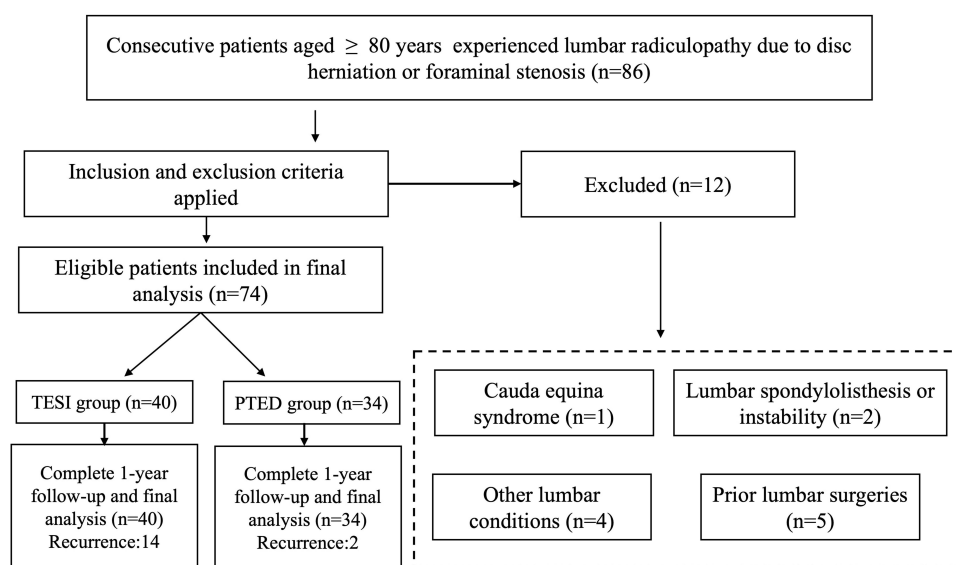 Consecutive patients aged ≥ 80 years experienced lumbar radiculopathy due to disc
herniation or foraminal stenosis (n=86)
Inclusion and exclusion criteria
applied
Excluded (n=12)
Eligible patients included in final
analysis (n=74)
TESI group (n=40)
PTED group (n=34)
Complete 1-year
follow-up and final
analysis (n=40)
Recurrence:14
Complete 1-year
follow-up and final
analysis (n=34)
Recurrence:2
Cauda equina
syndrome (n=1)
Lumbar spondylolisthesis or
instability (n=2)
Other lumbar
conditions (n=4)
Prior lumbar surgeries
(n=5)